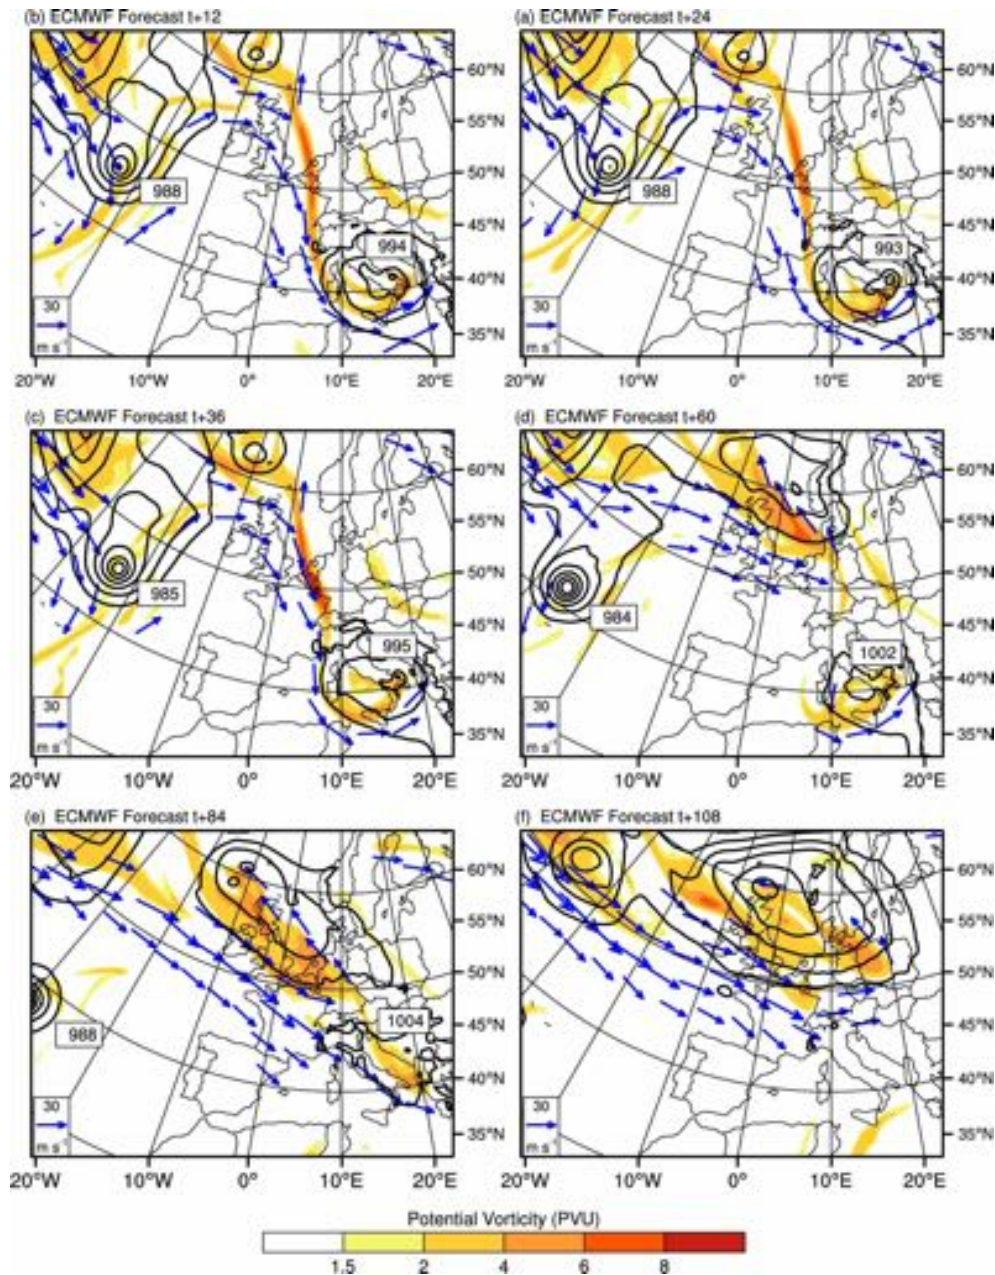 (b) ECMWF Forecast t+12
(a) ECMWF Forecast t+24
60°N
60°N
55°N
55°N
50°N
50°N
988
988
45°N
45°N
994
993
40°N
40°N
30
30
35°N
35°N
m s⁻¹
m s⁻¹
20°W 10°W 0° 10°E 20°E
20°W 10°W 0° 10°E 20°E
(c) ECMWF Forecast t+36
(d) ECMWF Forecast t+60
60°N
60°N
55°N
55°N
50°N
50°N
985
984
45°N
45°N
995
1002
40°N
40°N
30
30
35°N
35°N
m s⁻¹
m s⁻¹
20°W 10°W 0° 10°E 20°E
20°W 10°W 0° 10°E 20°E
(e) ECMWF Forecast t+84
(f) ECMWF Forecast t+108
60°N
60°N
55°N
55°N
50°N
50°N
988
1004
45°N
45°N
40°N
40°N
30
30
35°N
35°N
m s⁻¹
m s⁻¹
20°W 10°W 0° 10°E 20°E
20°W 10°W 0° 10°E 20°E
Potential Vorticity (PVU)
1.5 2 4 6 8